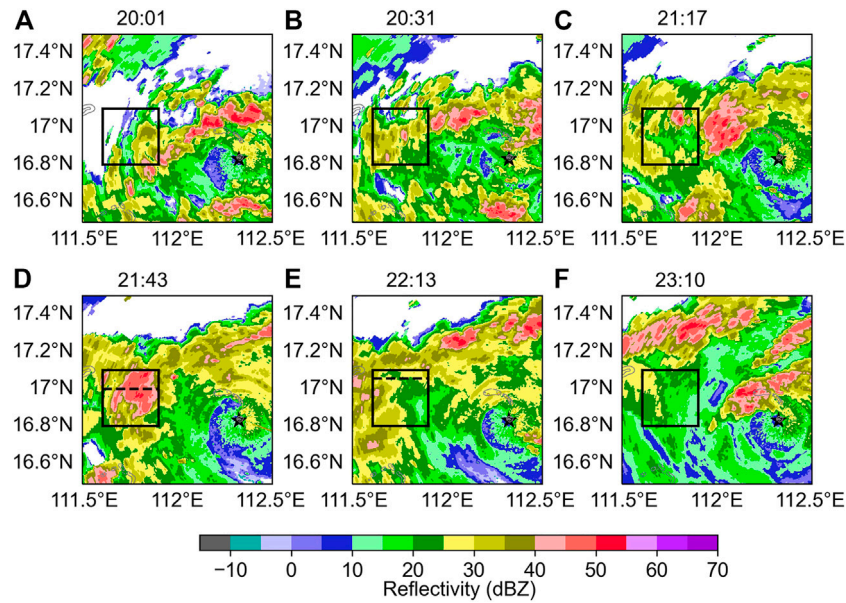 A 20:01 B 20:31 C 21:17
17.4°N 17.4°N 17.4°N
17.2°N 17.2°N 17.2°N
17°N 17°N 17°N
16.8°N 16.8°N 16.8°N
16.6°N 16.6°N 16.6°N
111.5°E 112°E 112.5°E 111.5°E 112°E 112.5°E 111.5°E 112°E 112.5°E
D 21:43 E 22:13 F 23:10
17.4°N 17.4°N 17.4°N
17.2°N 17.2°N 17.2°N
17°N 17°N 17°N
16.8°N 16.8°N 16.8°N
16.6°N 16.6°N 16.6°N
111.5°E 112°E 112.5°E 111.5°E 112°E 112.5°E 111.5°E 112°E 112.5°E
−10 0 10 20 30 40 50 60 70
Reflectivity (dBZ)